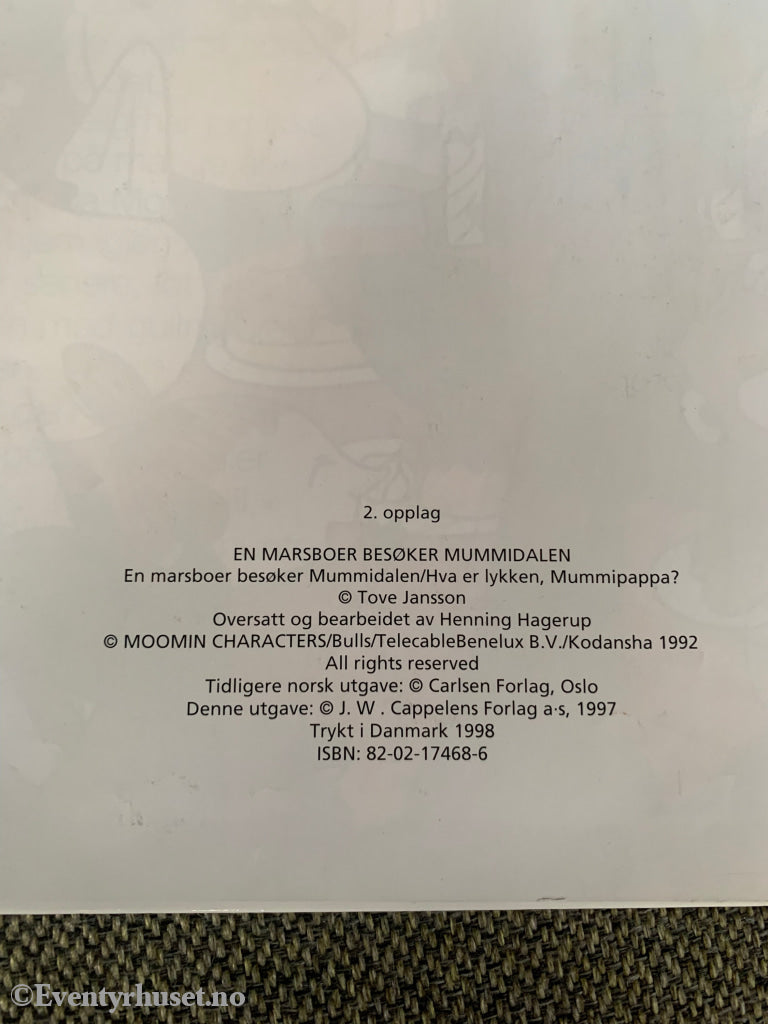 2. opplag
EN MARSBOER BESØKER MUMMIDALEN
En marsboer besøker Mummidalen/Hva er lykken, Mummipappa?
© Tove Jansson
Oversatt og bearbeidet av Henning Hagerup
© MOOMIN CHARACTERS/Bulls/TelecableBenelux B.V./Kodansha 1992
All rights reserved
Tidligere norsk utgave: © Carlsen Forlag, Oslo
Denne utgave: © J. W . Cappelens Forlag a·s, 1997
Trykt i Danmark 1998
ISBN: 82-02-17468-6
©Eventyrhuset.no